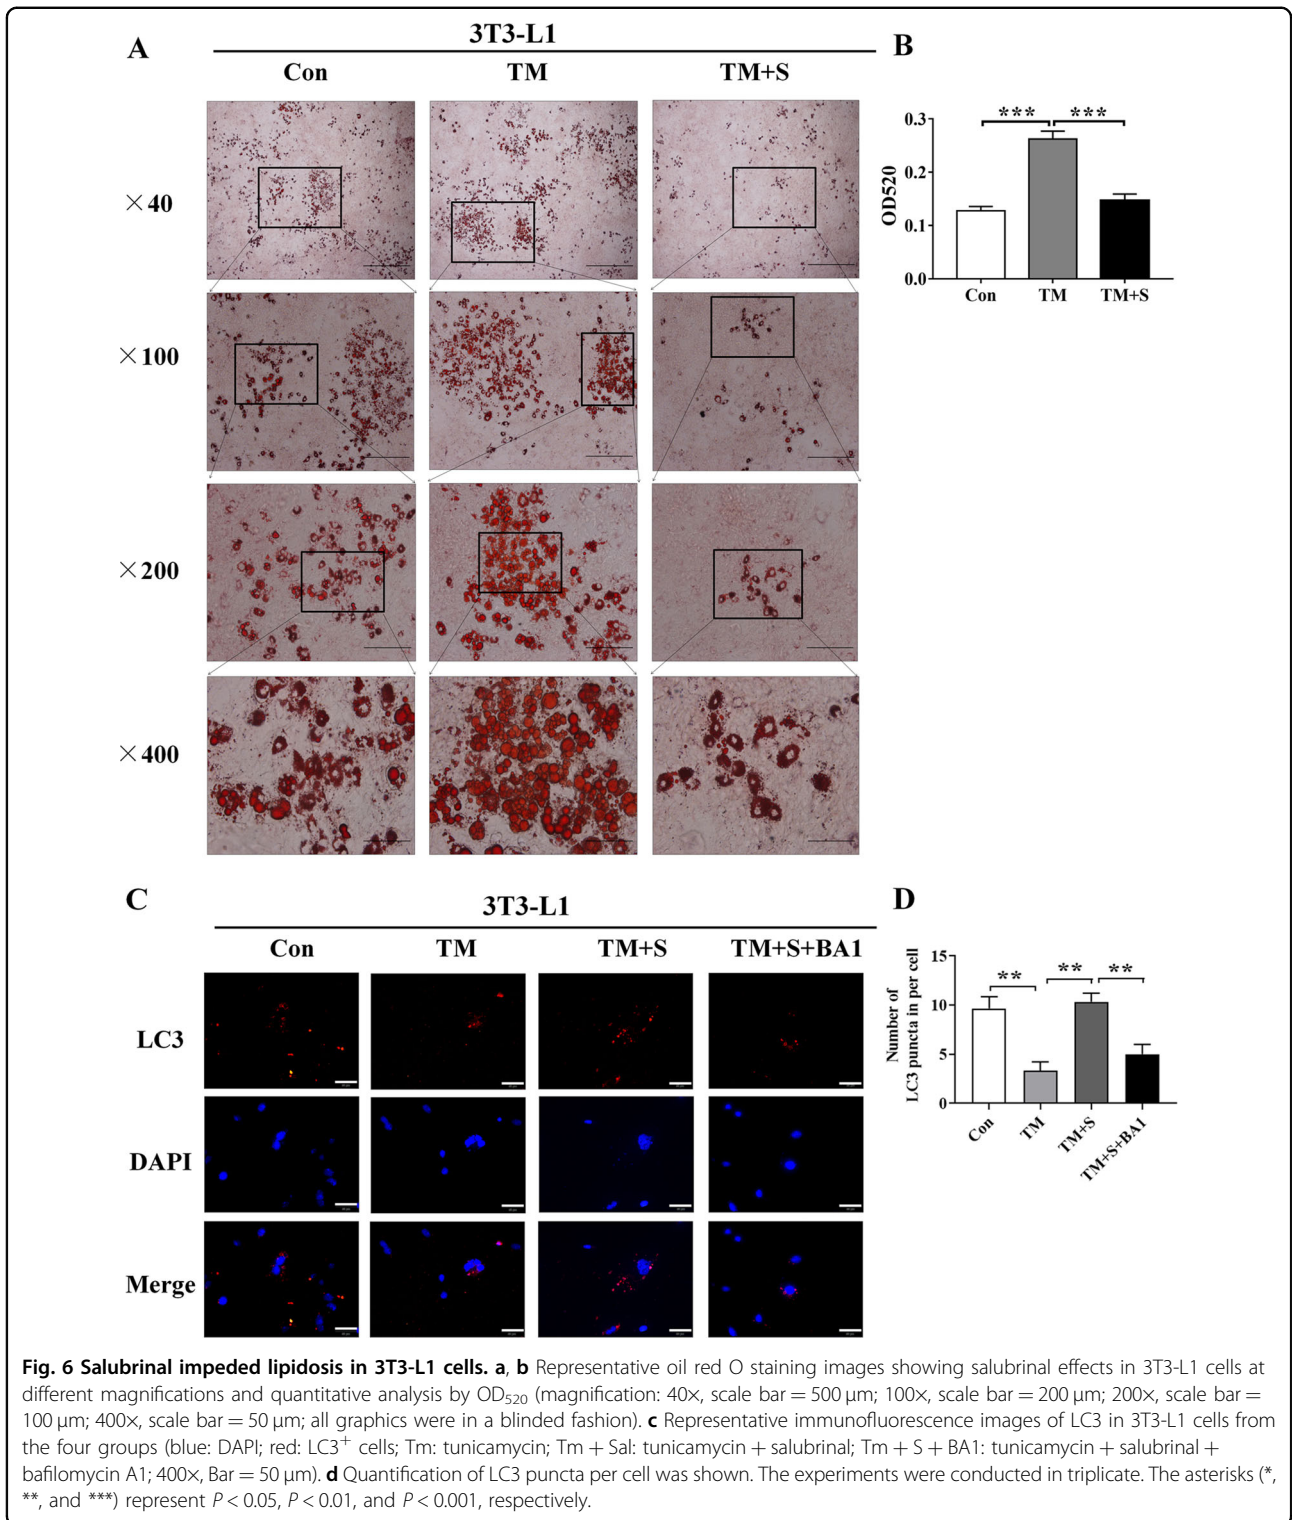 A
3T3-L1
Con TM TM+S
×40
×100
×200
×400
B
OD520
0.3
0.2
0.1
0.0
*** ***
Con TM TM+S
C
3T3-L1
Con TM TM+S TM+S+BA1
LC3
DAPI
Merge
D
Number of
LC3 puncta in per cell
15
10
5
0
** ** **
Con TM TM+S TM+S+BA1
Fig. 6 Salubrinal impeded lipidosis in 3T3-L1 cells. a, b Representative oil red O staining images showing salubrinal effects in 3T3-L1 cells at
different magnifications and quantitative analysis by OD520 (magnification: 40×, scale bar = 500 μm; 100×, scale bar = 200 μm; 200×, scale bar =
100 μm; 400×, scale bar = 50 μm; all graphics were in a blinded fashion). c Representative immunofluorescence images of LC3 in 3T3-L1 cells from
the four groups (blue: DAPI; red: LC3+ cells; Tm: tunicamycin; Tm + Sal: tunicamycin + salubrinal; Tm + S + BA1: tunicamycin + salubrinal +
bafilomycin A1; 400×, Bar = 50 μm). d Quantification of LC3 puncta per cell was shown. The experiments were conducted in triplicate. The asterisks (*,
**, and ***) represent P < 0.05, P < 0.01, and P < 0.001, respectively.